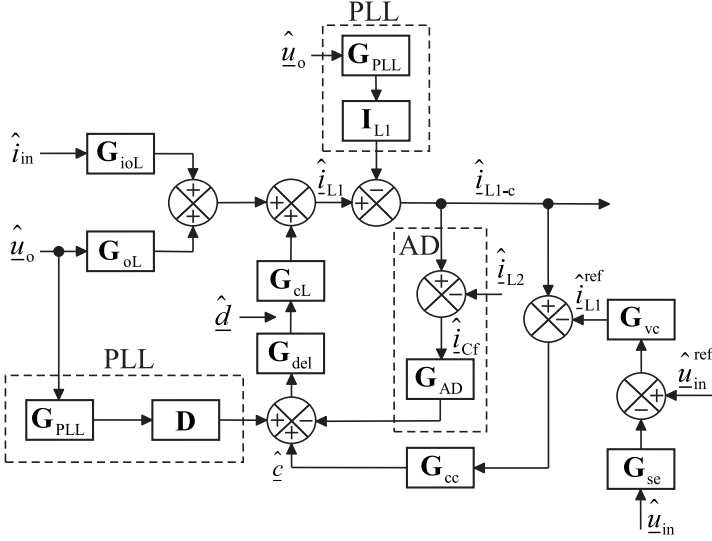 PLL
û_o
G_PLL
I_L1
î_in
G_ioL
î_L1
î_L1-c
+
+
+
+
+
−
û_o
G_oL
AD
î_L2
+
−
î_L1^ref
+
−
G_cL
G_vc
d̂
î_Cf
G_del
û_in^ref
PLL
G_AD
+
−
G_PLL
D
+
+
−
ĉ
G_cc
G_se
û_in